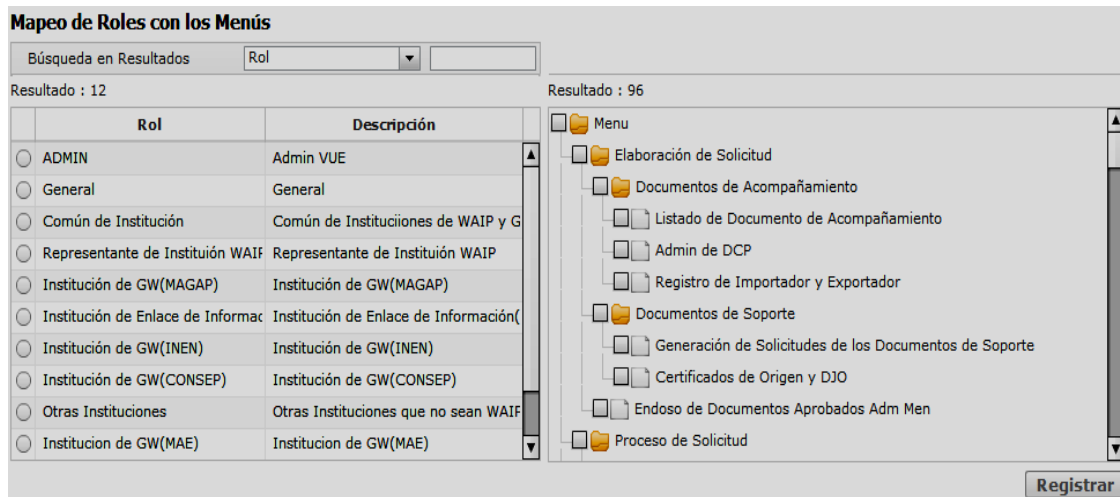 Mapeo de Roles con los Menús
Búsqueda en Resultados Rol
Resultado : 12
Rol Descripción
ADMIN Admin VUE
General General
Común de Institución Común de Instituciiones de WAIP y G
Representante de Instituión WAIP Representante de Instituión WAIP
Institución de GW(MAGAP) Institución de GW(MAGAP)
Institución de Enlace de Informac Institución de Enlace de Información(
Institución de GW(INEN) Institución de GW(INEN)
Institución de GW(CONSEP) Institución de GW(CONSEP)
Otras Instituciones Otras Instituciones que no sean WAIP
Institucion de GW(MAE) Institucion de GW(MAE)
Resultado : 96
Menu
Elaboración de Solicitud
Documentos de Acompañamiento
Listado de Documento de Acompañamiento
Admin de DCP
Registro de Importador y Exportador
Documentos de Soporte
Generación de Solicitudes de los Documentos de Soporte
Certificados de Origen y DJO
Endoso de Documentos Aprobados Adm Men
Proceso de Solicitud
Registrar